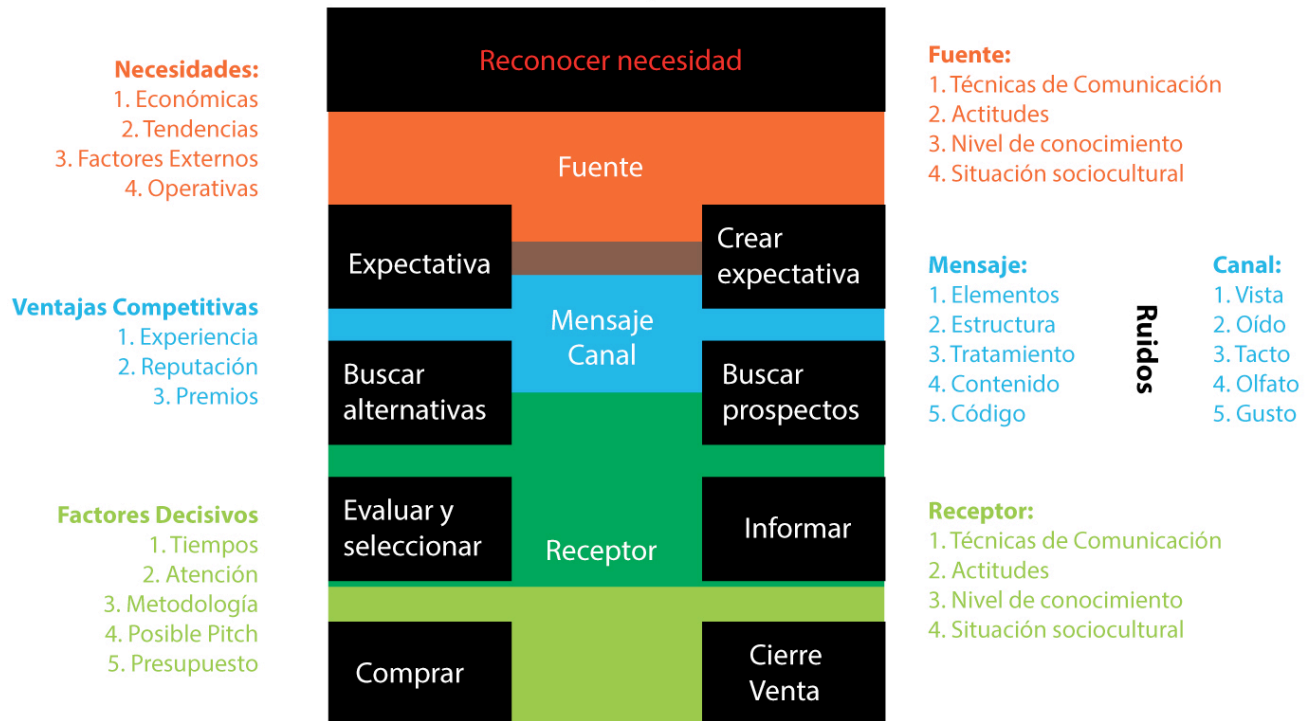 Reconocer necesidad
Necesidades:
1. Económicas
2. Tendencias
3. Factores Externos
4. Operativas
Fuente
Fuente:
1. Técnicas de Comunicación
2. Actitudes
3. Nivel de conocimiento
4. Situación sociocultural
Expectativa
Crear
expectativa
Ventajas Competitivas
1. Experiencia
2. Reputación
3. Premios
Mensaje
Canal
Buscar
alternativas
Buscar
prospectos
Mensaje:
1. Elementos
2. Estructura
3. Tratamiento
4. Contenido
5. Código
Ruidos
Canal:
1. Vista
2. Oído
3. Tacto
4. Olfato
5. Gusto
Factores Decisivos
1. Tiempos
2. Atención
3. Metodología
4. Posible Pitch
5. Presupuesto
Evaluar y
seleccionar
Receptor
Informar
Receptor:
1. Técnicas de Comunicación
2. Actitudes
3. Nivel de conocimiento
4. Situación sociocultural
Comprar
Cierre
Venta